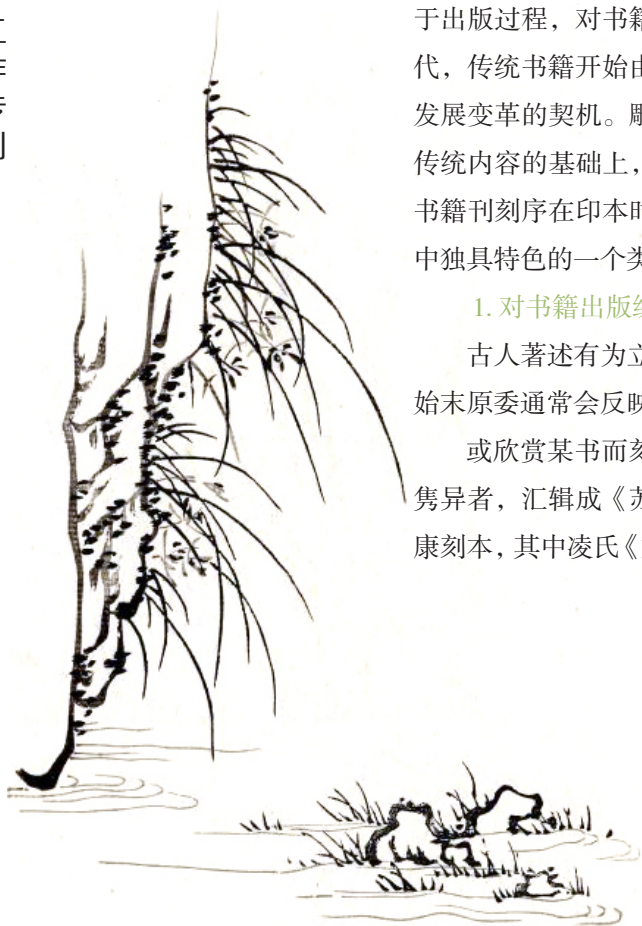 于出版过程，对书籍
代，传统书籍开始由
发展变革的契机。雕
传统内容的基础上，
书籍刊刻序在印本时
中独具特色的一个类
1. 对书籍出版缘
古人著述有为立
始末原委通常会反映
或欣赏某书而刻
隽异者，汇辑成《苏
康刻本，其中凌氏《